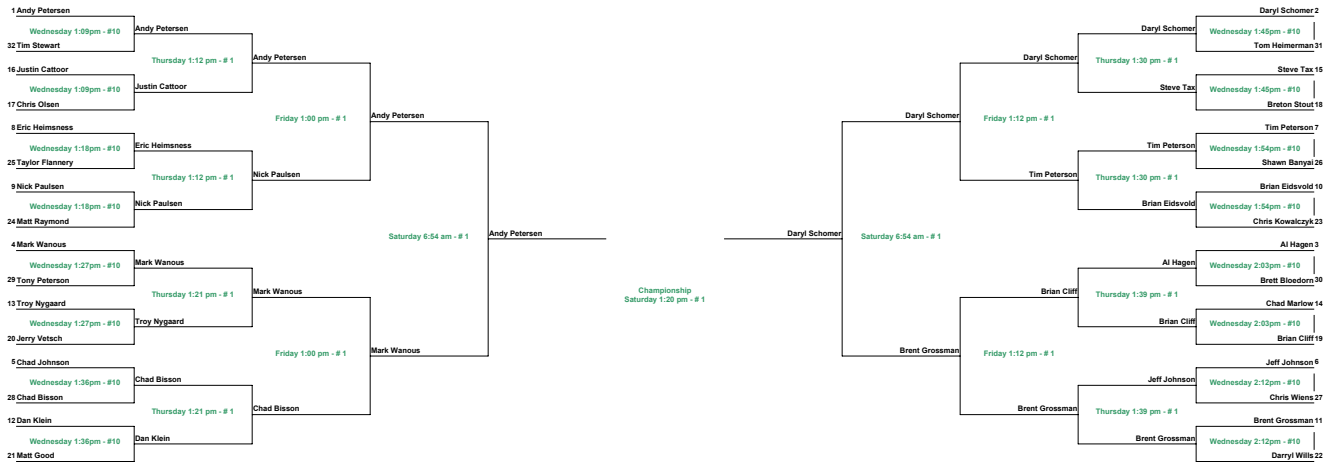 1 Andy Petersen
Wednesday 1:09pm - #10
32 Tim Stewart
Andy Petersen
Thursday 1:12 pm - # 1
16 Justin Cattoor
Wednesday 1:09pm - #10
17 Chris Olsen
Justin Cattoor
Andy Petersen
Friday 1:00 pm - # 1
8 Eric Heimsness
Wednesday 1:18pm - #10
25 Taylor Flannery
Eric Heimsness
Thursday 1:12 pm - # 1
9 Nick Paulsen
Wednesday 1:18pm - #10
24 Matt Raymond
Nick Paulsen
Nick Paulsen
Andy Petersen
Saturday 6:54 am - # 1
4 Mark Wanous
Wednesday 1:27pm - #10
29 Tony Peterson
Mark Wanous
Thursday 1:21 pm - # 1
13 Troy Nygaard
Wednesday 1:27pm - #10
20 Jerry Vetsch
Troy Nygaard
Mark Wanous
Friday 1:00 pm - # 1
5 Chad Johnson
Wednesday 1:36pm - #10
28 Chad Bisson
Chad Bisson
Thursday 1:21 pm - # 1
12 Dan Klein
Wednesday 1:36pm - #10
21 Matt Good
Dan Klein
Chad Bisson
Mark Wanous
Andy Petersen
Championship
Saturday 1:20 pm - # 1
Daryl Schomer
Saturday 6:54 am - # 1
Daryl Schomer
Friday 1:12 pm - # 1
Daryl Schomer
Thursday 1:30 pm - # 1
Daryl Schomer
Daryl Schomer 2
Wednesday 1:45pm - #10
Tom Heimerman 31
Steve Tax
Steve Tax 15
Wednesday 1:45pm - #10
Breton Stout 18
Tim Peterson
Thursday 1:30 pm - # 1
Tim Peterson
Tim Peterson 7
Wednesday 1:54pm - #10
Shawn Banyai 26
Brian Eidsvold
Brian Eidsvold 10
Wednesday 1:54pm - #10
Chris Kowalczyk 23
Brent Grossman
Friday 1:12 pm - # 1
Brian Cliff
Thursday 1:39 pm - # 1
Al Hagen
Al Hagen 3
Wednesday 2:03pm - #10
Brett Bloedorn 30
Brian Cliff
Chad Marlow 14
Wednesday 2:03pm - #10
Brian Cliff 19
Brent Grossman
Thursday 1:39 pm - # 1
Jeff Johnson
Jeff Johnson 6
Wednesday 2:12pm - #10
Chris Wiens 27
Brent Grossman
Brent Grossman 11
Wednesday 2:12pm - #10
Darryl Wills 22